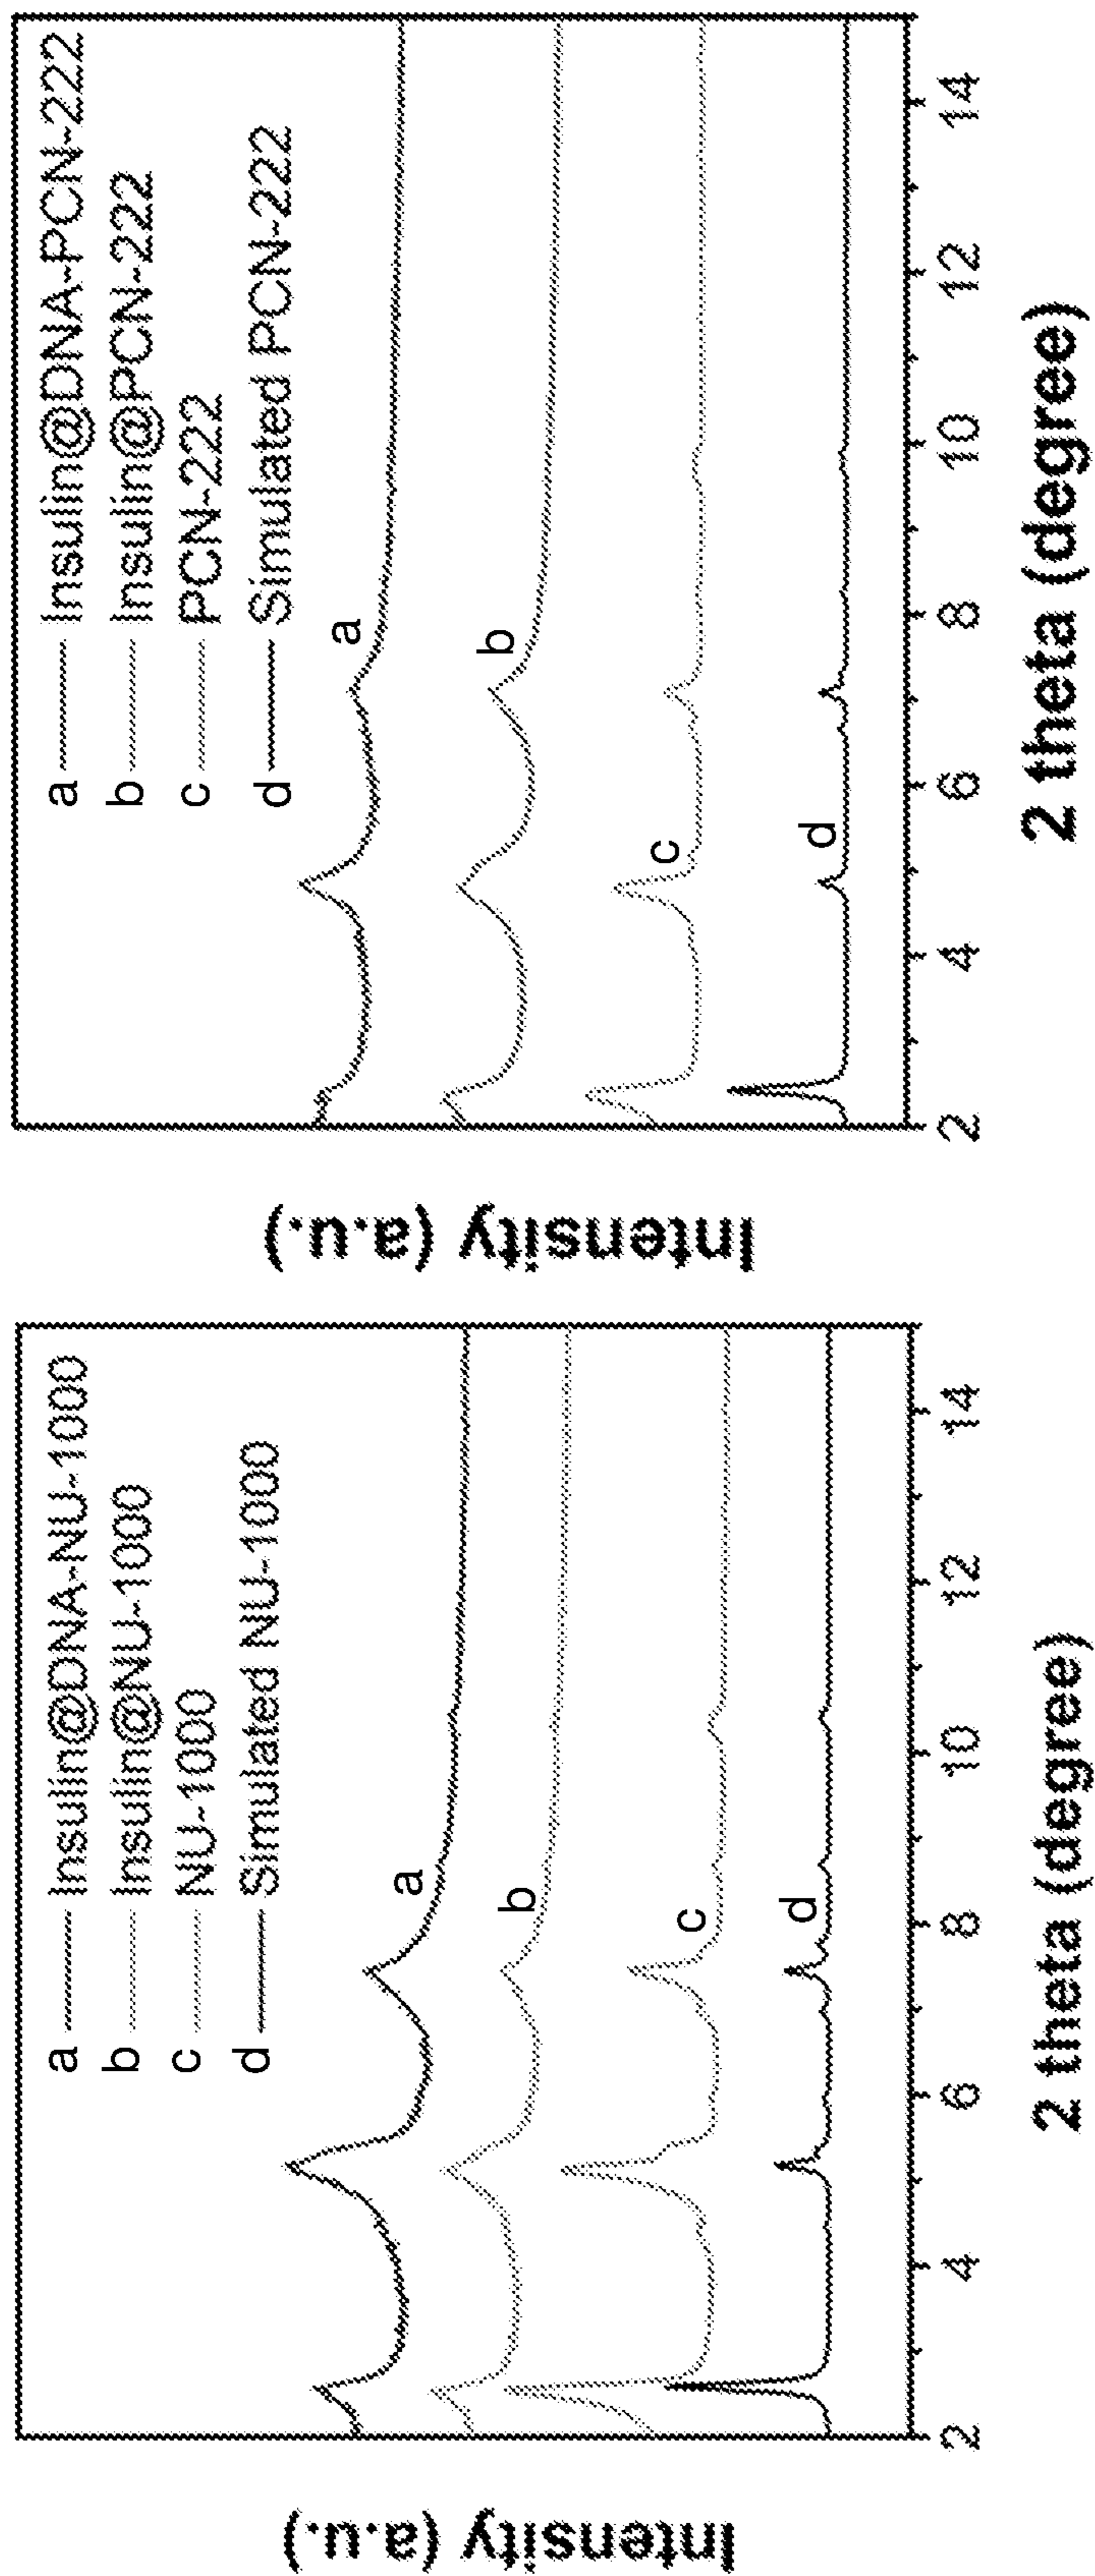 Intensity (a.u.)
a Insulin@DNA-NU-1000
b Insulin@NU-1000
c NU-1000
d Simulated NU-1000
a
b
c
d
2 4 6 8 10 12 14
2 theta (degree)
Intensity (a.u.)
a Insulin@DNA-PCN-222
b Insulin@PCN-222
c PCN-222
d Simulated PCN-222
a
b
c
d
2 4 6 8 10 12 14
2 theta (degree)